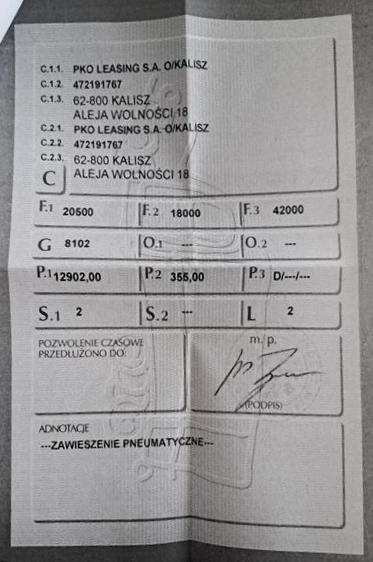 C.1.1. PKO LEASING S.A. O/KALISZ
C.1.2. 472191767
C.1.3. 62-800 KALISZ
ALEJA WOLNOŚCI 18
C.2.1. PKO LEASING S.A. O/KALISZ
C.2.2. 472191767
C.2.3. 62-800 KALISZ
C ALEJA WOLNOŚCI 18
F.1 20500 F.2 18000 F.3 42000
G 8102 O.1 --- O.2 ---
P.1 12902,00 P.2 355,00 P.3 D/---/---
S.1 2 S.2 --- L 2
POZWOLENIE CZASOWE
PRZEDŁUŻONO DO:
m. p.
(PODPIS)
ADNOTACJE
---ZAWIESZENIE PNEUMATYCZNE---